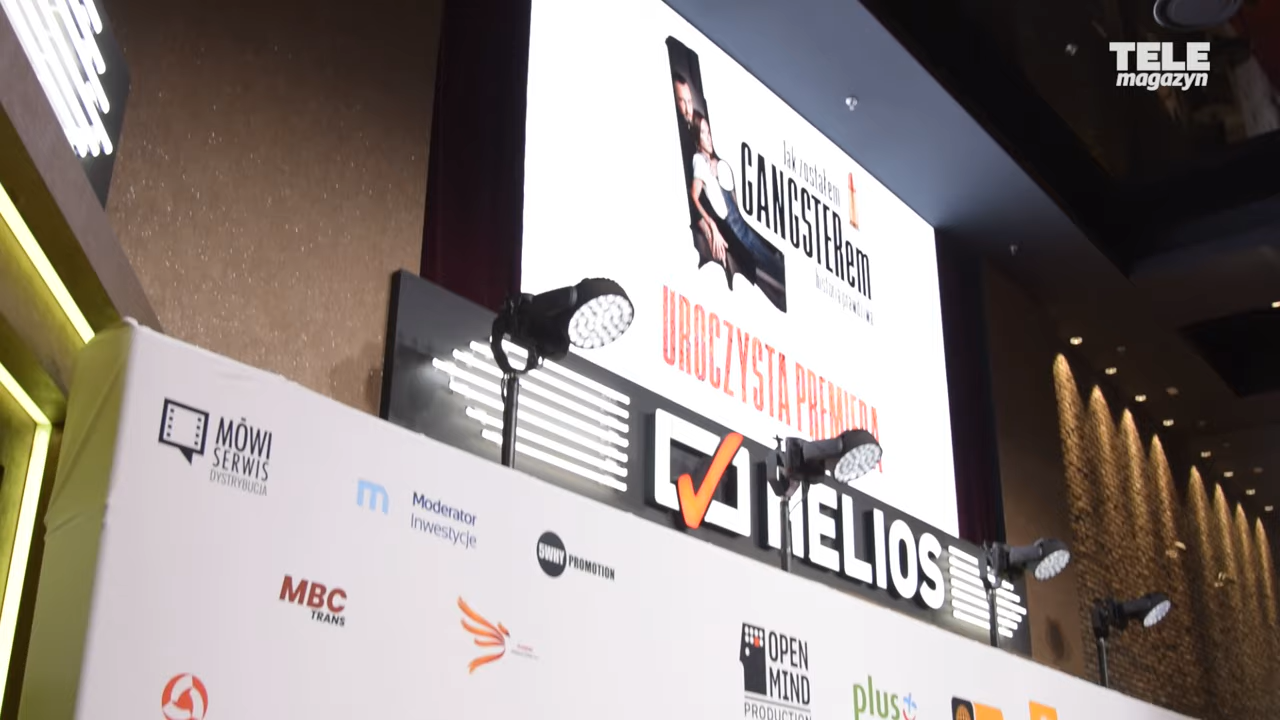 TELE
magazyn
Jak zostałem
GANGSTERem
historia prawdziwa
UROCZYSTA PREMIERA
HELIOS
MÓWI
SERWIS
DYSTRYBUCJA
m
Moderator
Inwestycje
5WHY PROMOTION
MBC
TRANS
OPEN
MIND
PRODUCTION
plus